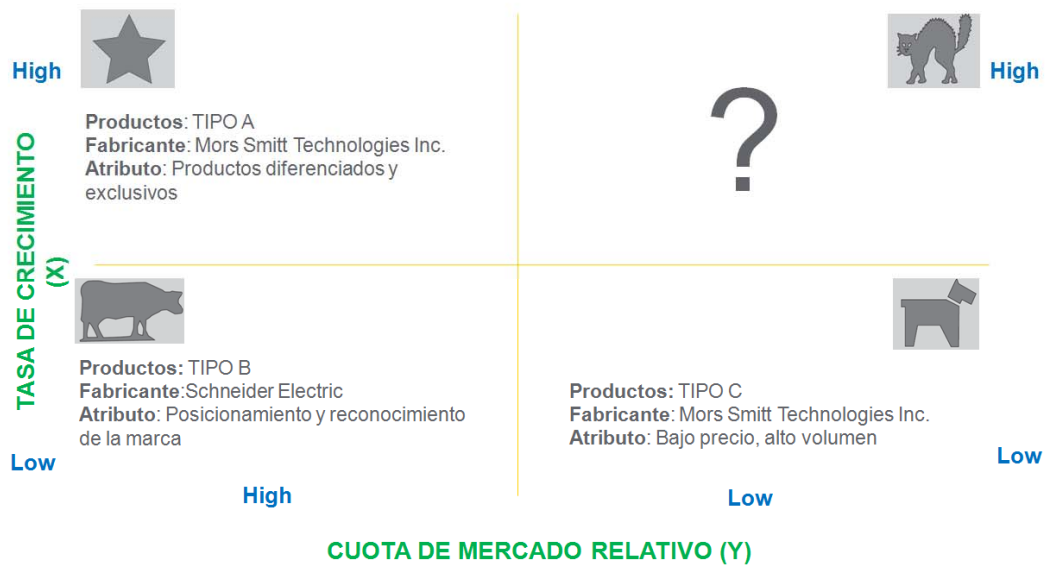 High
High
?
Productos: TIPO A
Fabricante: Mors Smitt Technologies Inc.
Atributo: Productos diferenciados y
exclusivos
TASA DE CRECIMIENTO
(X)
Productos: TIPO B
Fabricante:Schneider Electric
Atributo: Posicionamiento y reconocimiento
de la marca
Productos: TIPO C
Fabricante: Mors Smitt Technologies Inc.
Atributo: Bajo precio, alto volumen
Low
Low
High
Low
CUOTA DE MERCADO RELATIVO (Y)